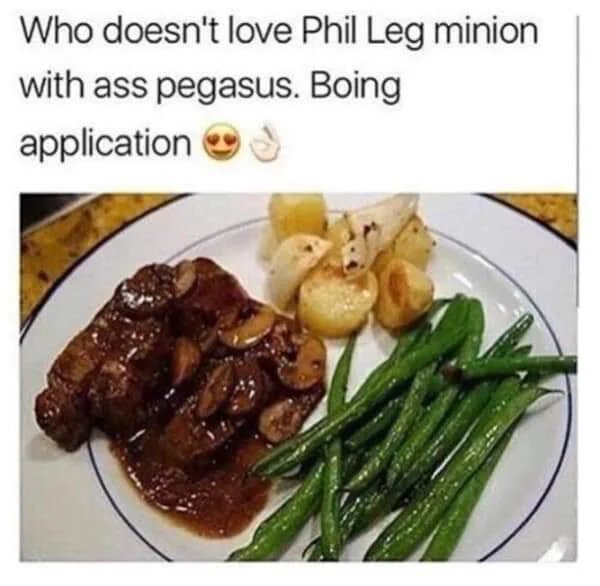 Who doesn't love Phil Leg minion
with ass pegasus. Boing
application 😍👌🏻